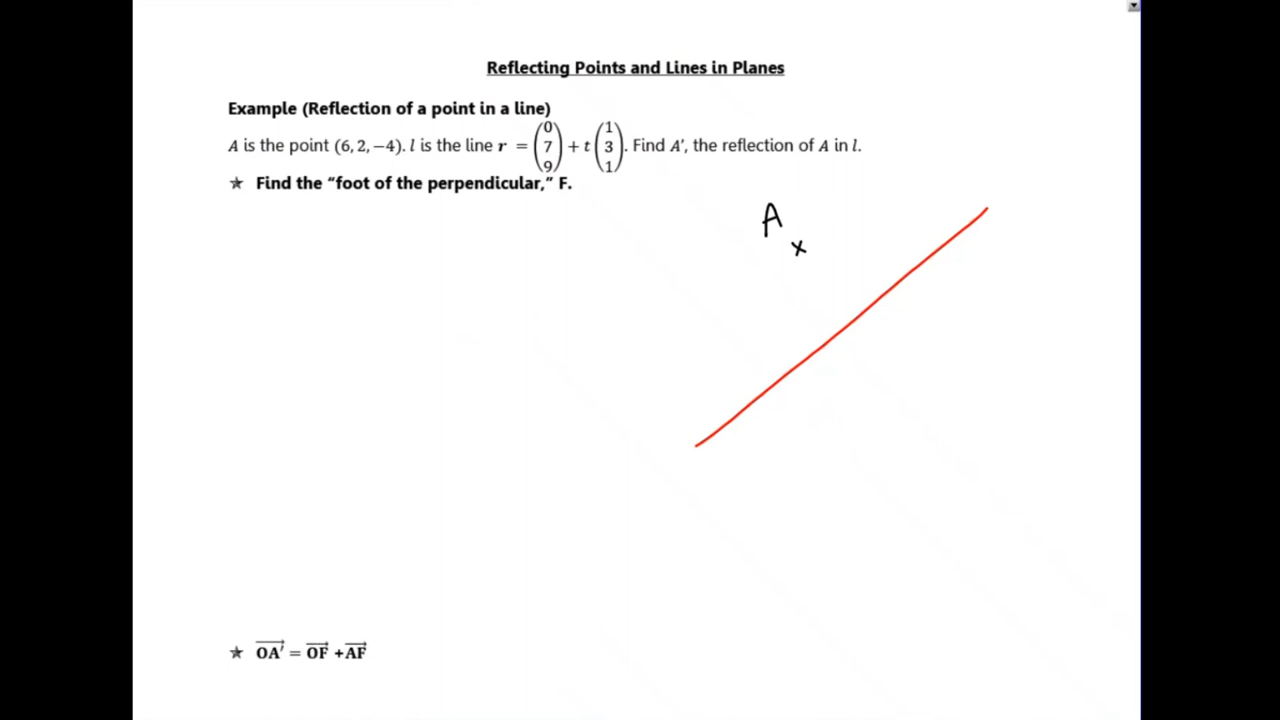 Reflecting Points and Lines in Planes
Example (Reflection of a point in a line)
A is the point (6, 2, −4). l is the line r = (0 7 9) + t (1 3 1). Find A′, the reflection of A in l.
★ Find the “foot of the perpendicular,” F.
A
x
★ OA′ = OF + AF